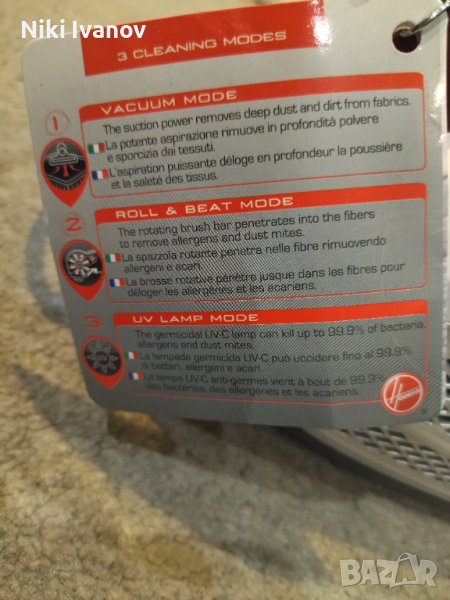 Niki Ivanov
3 CLEANING MODES
1
VACUUM MODE
The suction power removes deep dust and dirt from fabrics.
La potente aspirazione rimuove in profondità polvere
e sporcizia dai tessuti.
L'aspiration puissante déloge en profondeur la poussière
et la saleté des tissus.
2
ROLL & BEAT MODE
The rotating brush bar penetrates into the fibers
to remove allergens and dust mites.
La spazzola rotante penetra nelle fibre rimuovendo
allergeni e acari.
La brosse rotative pénètre jusque dans les fibres pour
déloger les allergènes et les acariens.
3
UV LAMP MODE
The germicidal UV-C lamp can kill up to 99.9% of bacteria,
allergens and dust mites.
La lampada germicida UV-C può uccidere fino al 99.9%
di batteri, allergeni e acari.
La lampe UV-C anti-germes vient à bout de 99.9%
des bactéries, des allergènes et les acariens.
UV
HOOVER
BAZAR